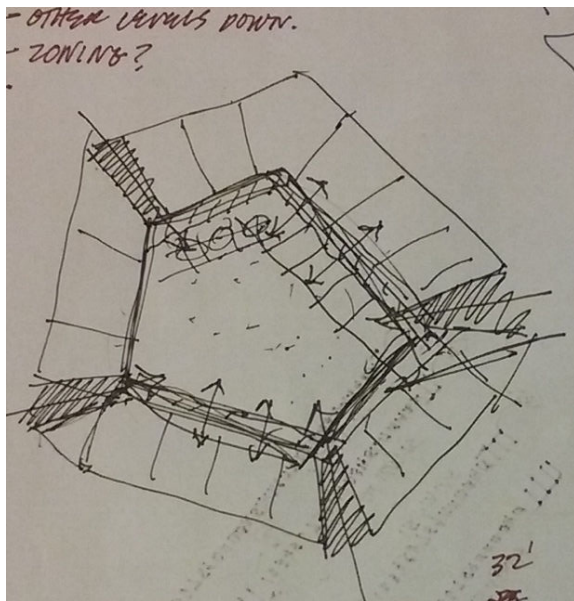 - OTHER LEVELS DOWN.
- ZONING?
32'